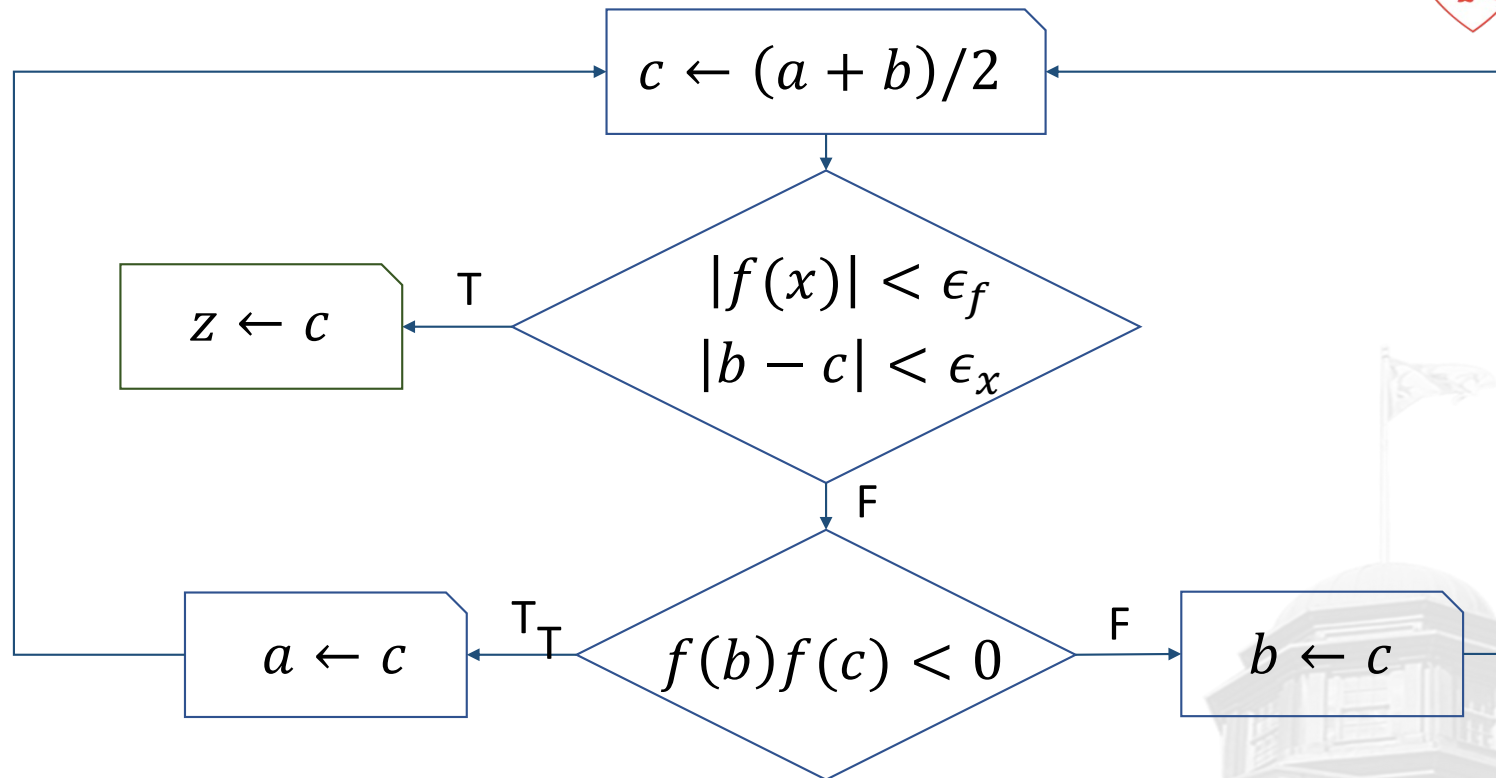 c ← (a + b)/2
|f(x)| < ϵ_f
|b − c| < ϵ_x
T
z ← c
F
T
T
a ← c
f(b)f(c) < 0
F
b ← c